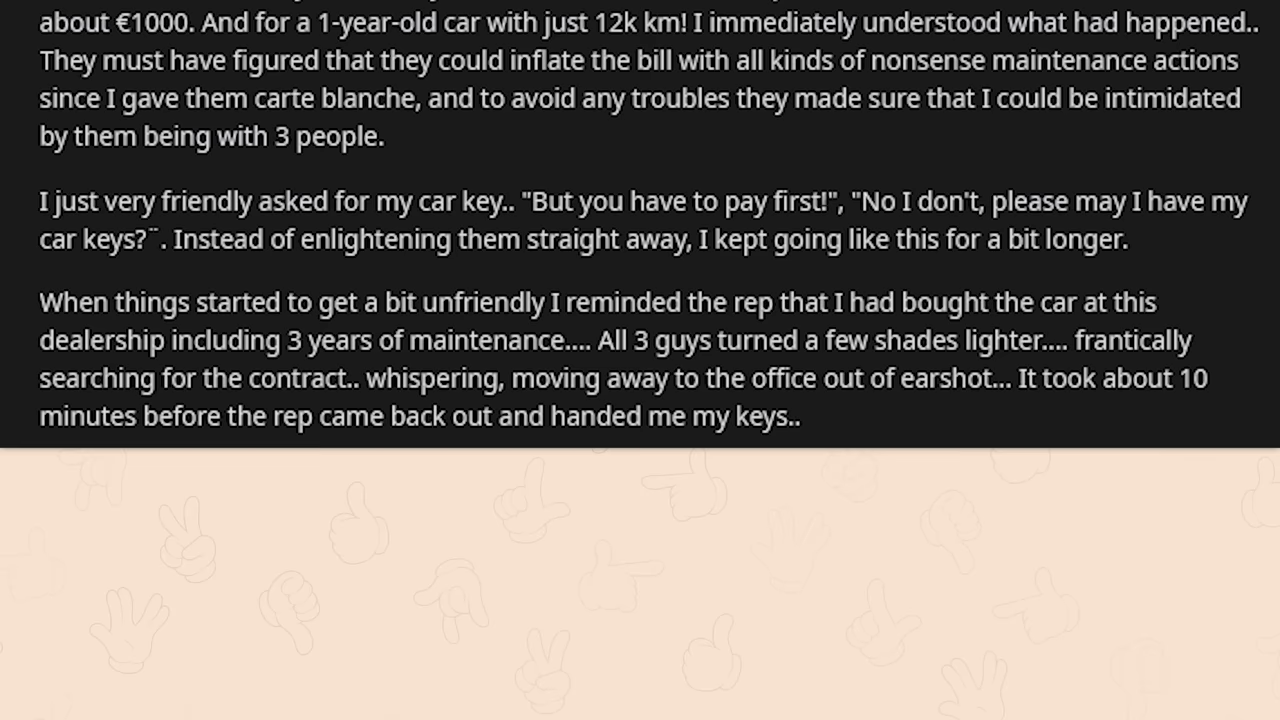 about €1000. And for a 1-year-old car with just 12k km! I immediately understood what had happened..
They must have figured that they could inflate the bill with all kinds of nonsense maintenance actions
since I gave them carte blanche, and to avoid any troubles they made sure that I could be intimidated
by them being with 3 people.
I just very friendly asked for my car key.. "But you have to pay first!", "No I don't, please may I have my
car keys?¨. Instead of enlightening them straight away, I kept going like this for a bit longer.
When things started to get a bit unfriendly I reminded the rep that I had bought the car at this
dealership including 3 years of maintenance.... All 3 guys turned a few shades lighter.... frantically
searching for the contract.. whispering, moving away to the office out of earshot... It took about 10
minutes before the rep came back out and handed me my keys..